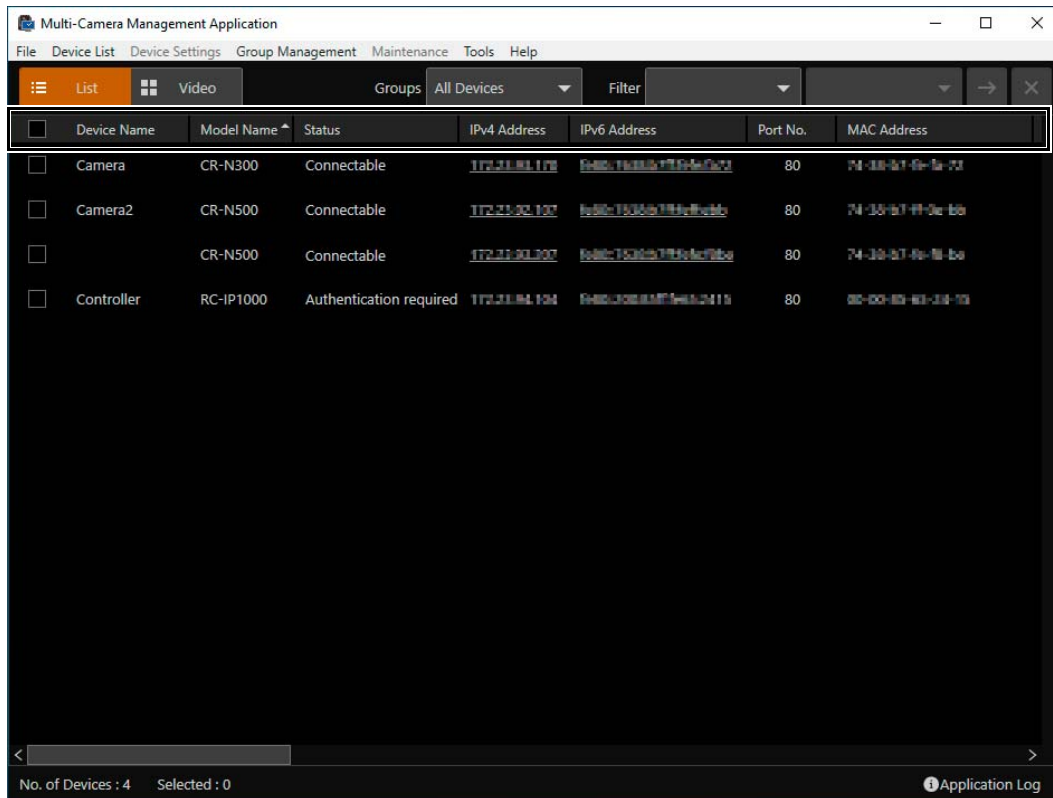 Multi-Camera Management Application
File Device List Device Settings Group Management Maintenance Tools Help
List Video Groups All Devices Filter
Device Name Model Name Status IPv4 Address IPv6 Address Port No. MAC Address
Camera CR-N300 Connectable 80
Camera2 CR-N500 Connectable 80
CR-N500 Connectable 80
Controller RC-IP1000 Authentication required 80
No. of Devices : 4 Selected : 0 Application Log